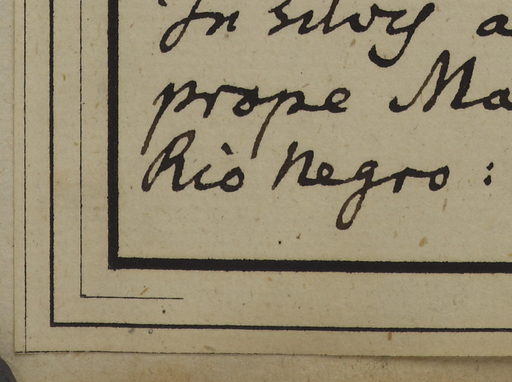 In silvis a
prope Ma
Rio Negro :